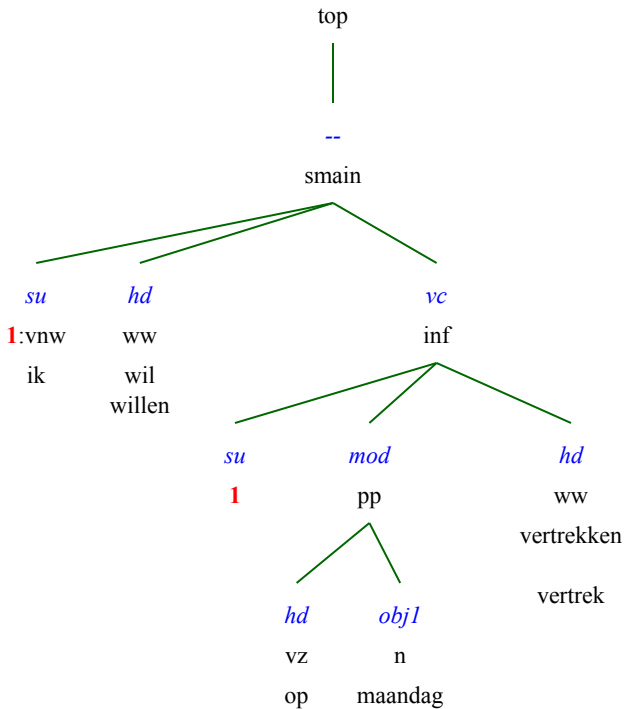 top
--
smain
su hd vc
1:vnw ww inf
ik wil
willen
su mod hd
1 pp ww
vertrekken
vertrek
hd obj1
vz n
op maandag